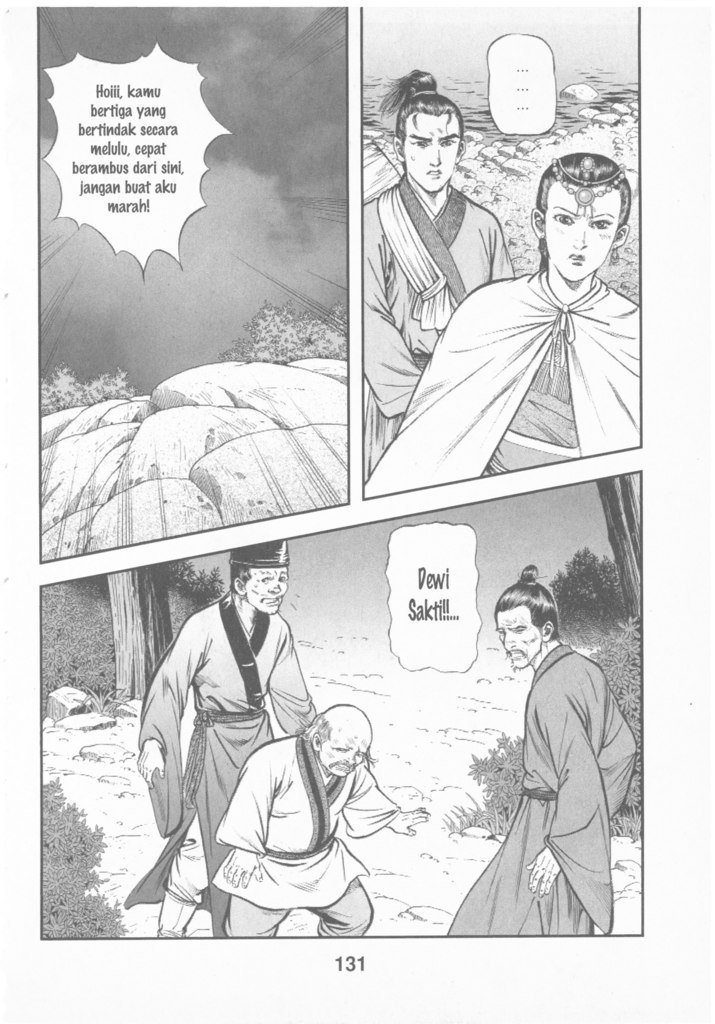 Hoiii, kamu
bertiga yang
bertindak secara
melulu, cepat
berambus dari sini,
jangan buat aku
marah!
...
...
...
Dewi
Sakti!!....
131